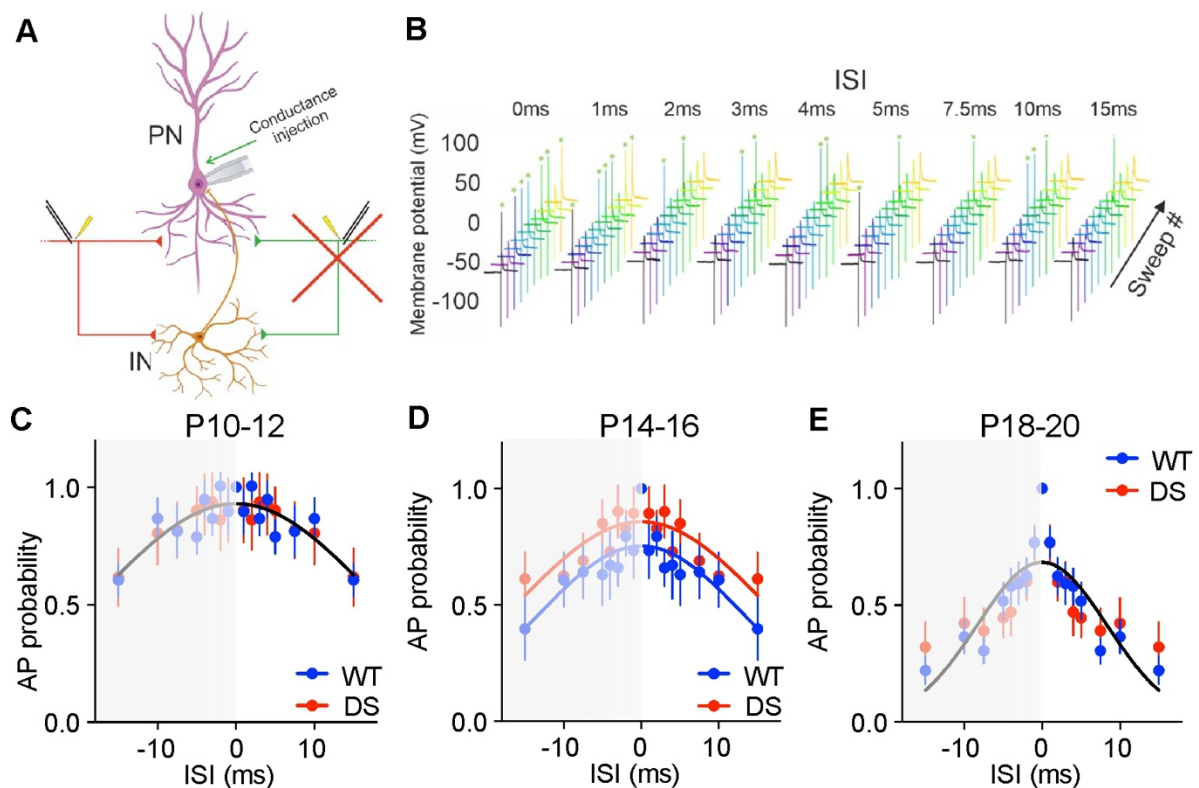 A
PN
Conductance
injection
IN
B
ISI
0ms 1ms 2ms 3ms 4ms 5ms 7.5ms 10ms 15ms
Membrane potential (mV)
100
50
0
-50
-100
Sweep #
C
P10-12
AP probability
1.0
0.5
0.0
-10 0 10
ISI (ms)
WT
DS
D
P14-16
AP probability
1.0
0.5
0.0
-10 0 10
ISI (ms)
WT
DS
E
P18-20
AP probability
1.0
0.5
0.0
-10 0 10
ISI (ms)
WT
DS